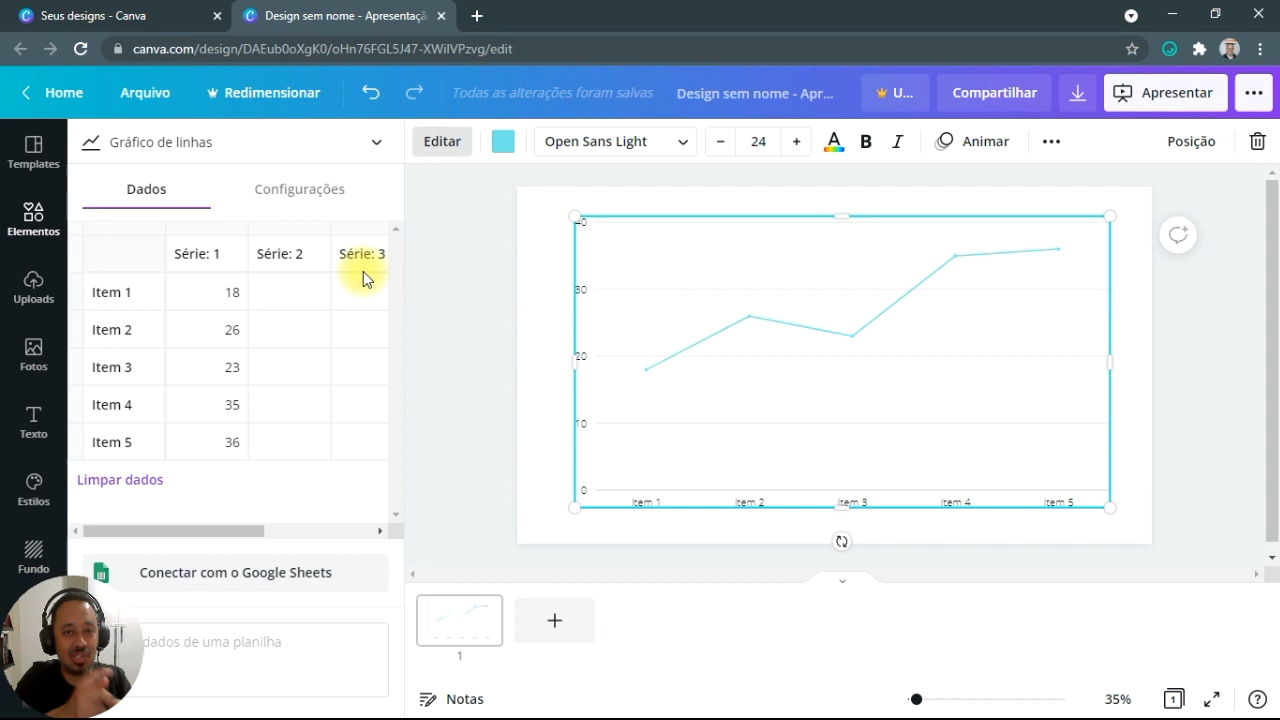 Seus designs - Canva
Design sem nome - Apresentaçã
canva.com/design/DAEub0oXgK0/oHn76FGL5J47-XWiIVPzvg/edit
Home
Arquivo
Redimensionar
Todas as alterações foram salvas
Design sem nome - Apr...
U...
Compartilhar
Apresentar
Templates
Elementos
Uploads
Fotos
Texto
Estilos
Fundo
Gráfico de linhas
Dados
Configurações
Série: 1 Série: 2 Série: 3
Item 1 18
Item 2 26
Item 3 23
Item 4 35
Item 5 36
Limpar dados
Conectar com o Google Sheets
dados de uma planilha
Editar
Open Sans Light
– 24 +
A B I
Animar
Posição
40
30
20
10
0
Item 1 Item 2 Item 3 Item 4 Item 5
1
Notas
35%
1
?